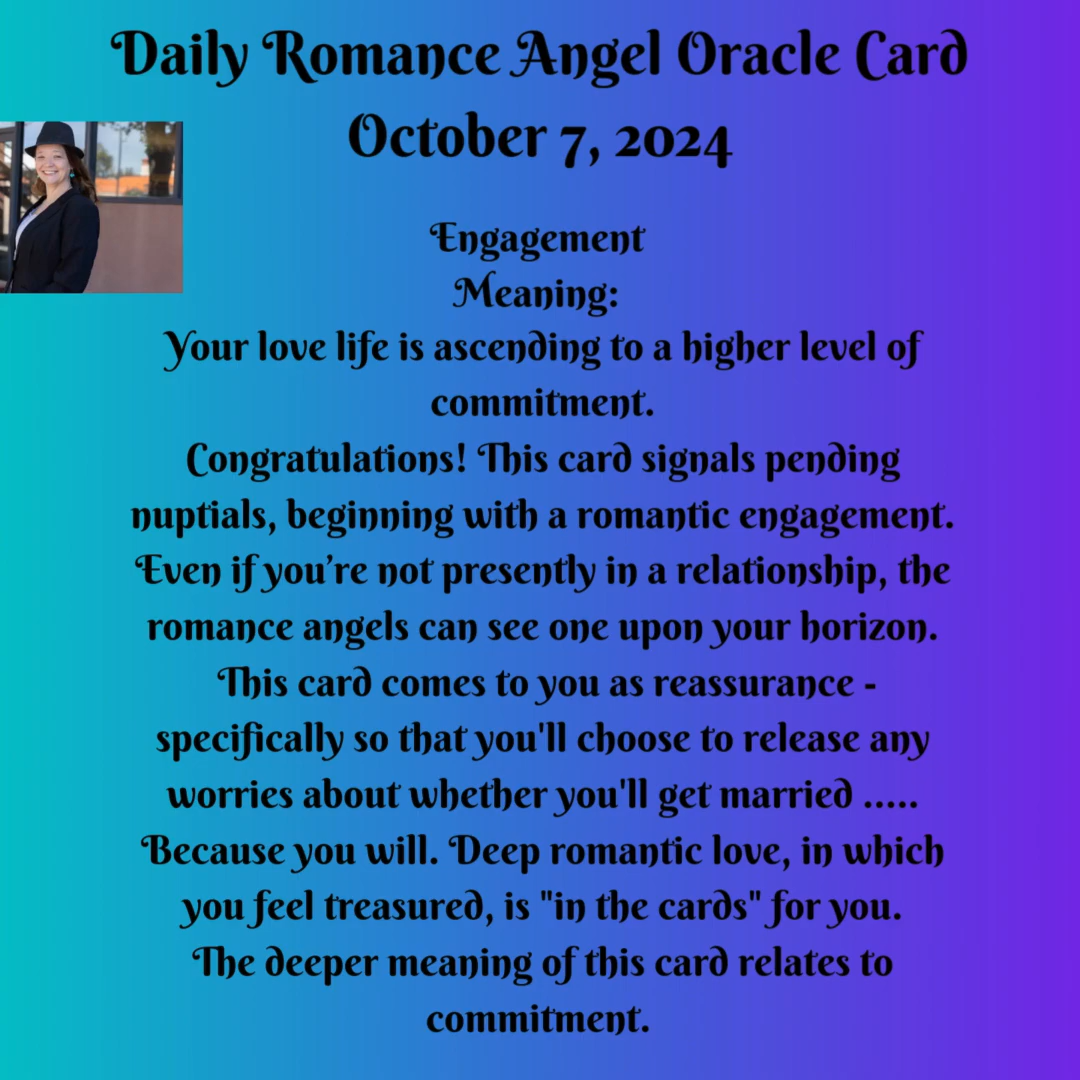 Daily Romance Angel Oracle Card
October 7, 2024
Engagement
Meaning:
Your love life is ascending to a higher level of
commitment.
Congratulations! This card signals pending
nuptials, beginning with a romantic engagement.
Even if you’re not presently in a relationship, the
romance angels can see one upon your horizon.
This card comes to you as reassurance -
specifically so that you'll choose to release any
worries about whether you'll get married .....
Because you will. Deep romantic love, in which
you feel treasured, is "in the cards" for you.
The deeper meaning of this card relates to
commitment.